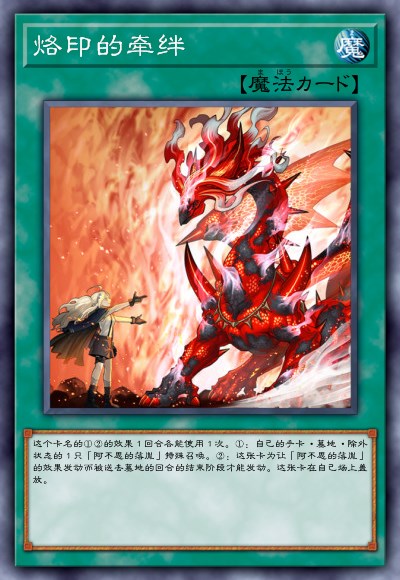 烙印的牵绊
魔
【魔法カード】
ま ほう
这个卡名的①②的效果1回合各能使用1次。①：自己的手卡·墓地·除外
状态的1只「阿不思的落胤」特殊召唤。②：这张卡为让「阿不思的落胤」
的效果发动而被送去墓地的回合的结束阶段才能发动。这张卡在自己场上盖
放。